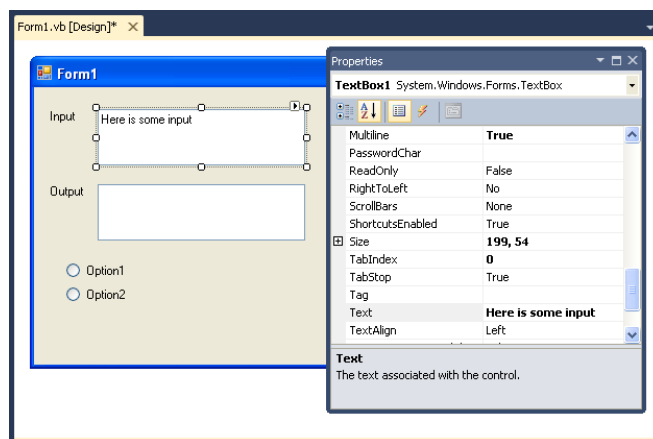 Form1.vb [Design]*
Form1
Input
Here is some input
Output
Option1
Option2
Properties
TextBox1 System.Windows.Forms.TextBox
Multiline True
PasswordChar
ReadOnly False
RightToLeft No
ScrollBars None
ShortcutsEnabled True
Size 199, 54
TabIndex 0
TabStop True
Tag
Text Here is some input
TextAlign Left
Text
The text associated with the control.